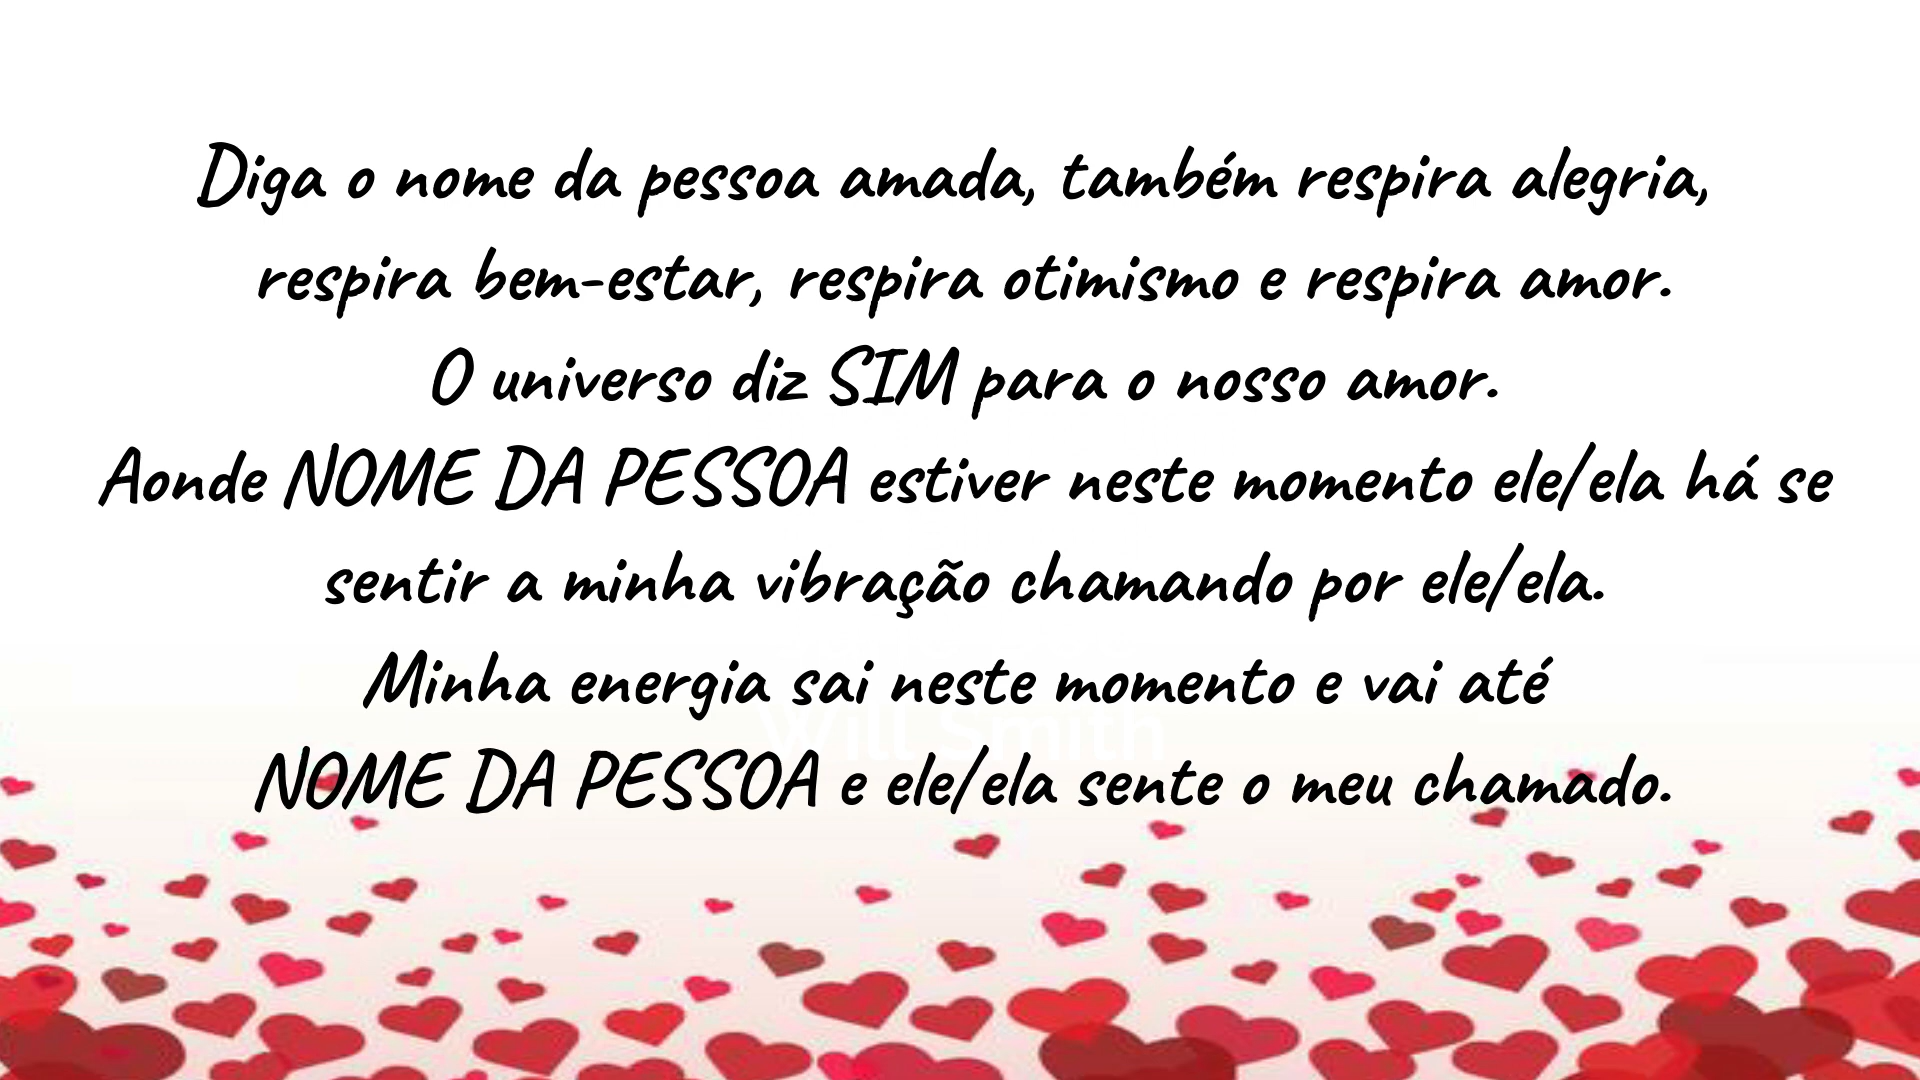 Diga o nome da pessoa amada, também respira alegria,
respira bem-estar, respira otimismo e respira amor.
O universo diz SIM para o nosso amor.
Aonde NOME DA PESSOA estiver neste momento ele/ela há se
sentir a minha vibração chamando por ele/ela.
Minha energia sai neste momento e vai até
Will Smith
NOME DA PESSOA e ele/ela sente o meu chamado.